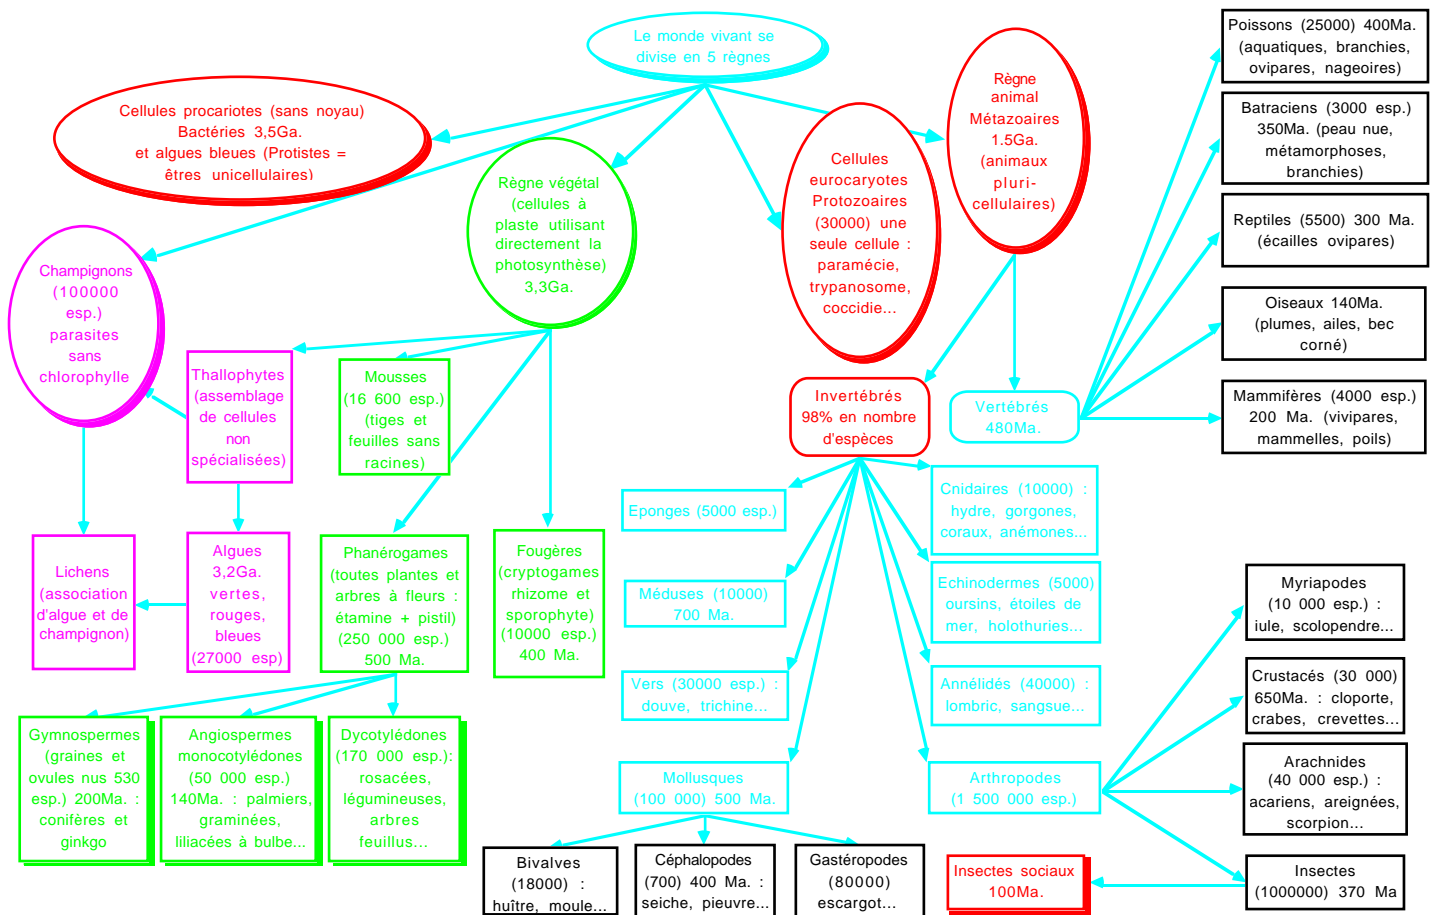 Le monde vivant se
divise en 5 règnes
Cellules procariotes (sans noyau)
Bactéries 3,5Ga.
et algues bleues (Protistes =
êtres unicellulaires)
Champignons
(100000
esp.)
parasites
sans
chlorophylle
Règne végétal
(cellules à
plaste utilisant
directement la
photosynthèse)
3,3Ga.
Cellules
eurocaryotes
Protozoaires
(30000) une
seule cellule :
paramécie,
trypanosome,
coccidie...
Règne
animal
Métazoaires
1.5Ga.
(animaux
pluri-
cellulaires)
Poissons (25000) 400Ma.
(aquatiques, branchies,
ovipares, nageoires)
Batraciens (3000 esp.)
350Ma. (peau nue,
métamorphoses,
branchies)
Reptiles (5500) 300 Ma.
(écailles ovipares)
Oiseaux 140Ma.
(plumes, ailes, bec
corné)
Mammifères (4000 esp.)
200 Ma. (vivipares,
mammelles, poils)
Thallophytes
(assemblage
de cellules
non
spécialisées)
Mousses
(16 600 esp.)
(tiges et
feuilles sans
racines)
Invertébrés
98% en nombre
d'espèces
Vertébrés
480Ma.
Lichens
(association
d'algue et de
champignon)
Algues
3,2Ga.
vertes,
rouges,
bleues
(27000 esp)
Phanérogames
(toutes plantes et
arbres à fleurs :
étamine + pistil)
(250 000 esp.)
500 Ma.
Fougères
(cryptogames
rhizome et
sporophyte)
(10000 esp.)
400 Ma.
Eponges (5000 esp.)
Cnidaires (10000) :
hydre, gorgones,
coraux, anémones...
Méduses (10000)
700 Ma.
Echinodermes (5000)
oursins, étoiles de
mer, holothuries...
Vers (30000 esp.) :
douve, trichine...
Annélidés (40000) :
lombric, sangsue...
Mollusques
(100 000) 500 Ma.
Arthropodes
(1 500 000 esp.)
Myriapodes
(10 000 esp.) :
iule, scolopendre...
Crustacés (30 000)
650Ma. : cloporte,
crabes, crevettes...
Arachnides
(40 000 esp.) :
acariens, areignées,
scorpion...
Insectes
(1000000) 370 Ma
Insectes sociaux
100Ma.
Gymnospermes
(graines et
ovules nus 530
esp.) 200Ma. :
conifères et
ginkgo
Angiospermes
monocotylédones
(50 000 esp.)
140Ma. : palmiers,
graminées,
liliacées à bulbe...
Dycotylédones
(170 000 esp.):
rosacées,
légumineuses,
arbres
feuillus...
Bivalves
(18000) :
huître, moule...
Céphalopodes
(700) 400 Ma. :
seiche, pieuvre...
Gastéropodes
(80000)
escargot...